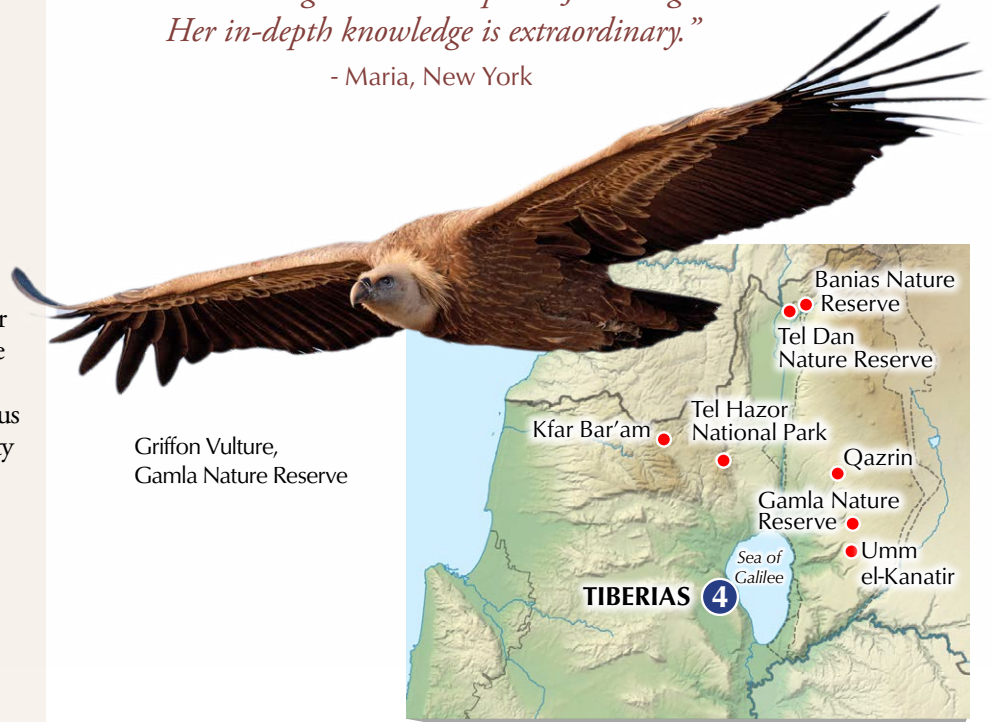 Her in-depth knowledge is extraordinary.”
- Maria, New York
us
Griffon Vulture,
Gamla Nature Reserve
Banias Nature
Reserve
Tel Dan
Nature Reserve
Kfar Bar’am
Tel Hazor
National Park
Qazrin
Gamla Nature
Reserve
Umm
el-Kanatir
Sea of
Galilee
TIBERIAS 4